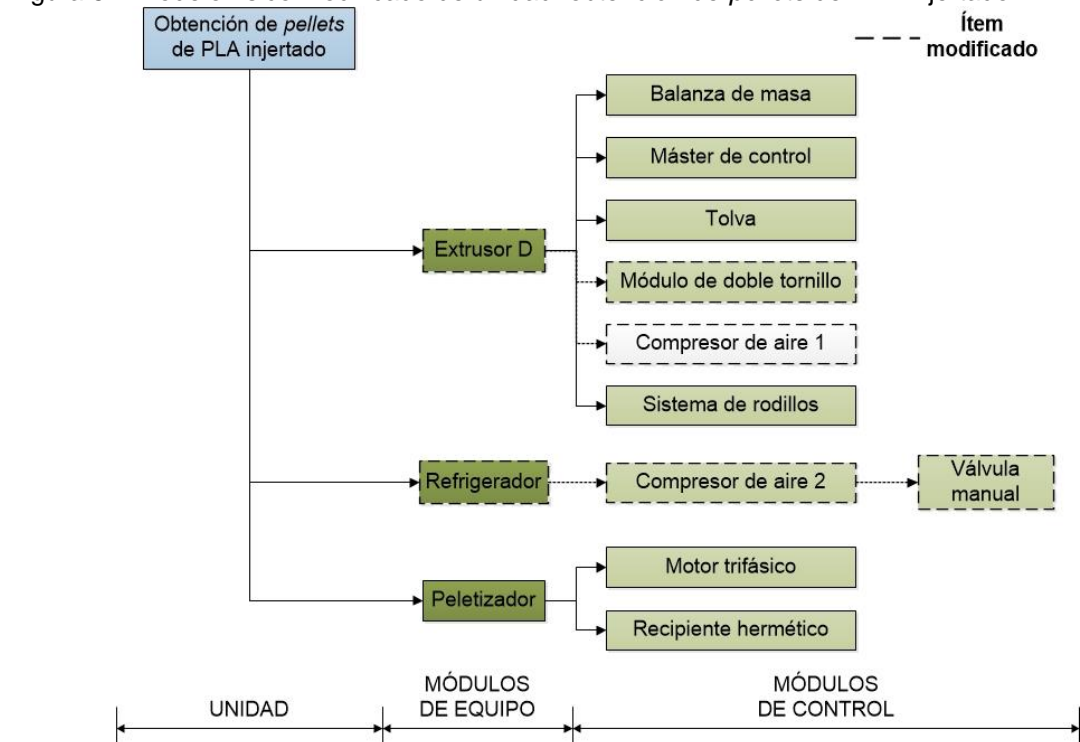 pellets
Obtención de pellets
de PLA injertado
Ítem
modificado
Balanza de masa
Máster de control
Tolva
Extrusor D
Módulo de doble tornillo
Compresor de aire 1
Sistema de rodillos
Refrigerador
Compresor de aire 2
Válvula
manual
Motor trifásico
Peletizador
Recipiente hermético
UNIDAD
MÓDULOS
DE EQUIPO
MÓDULOS
DE CONTROL